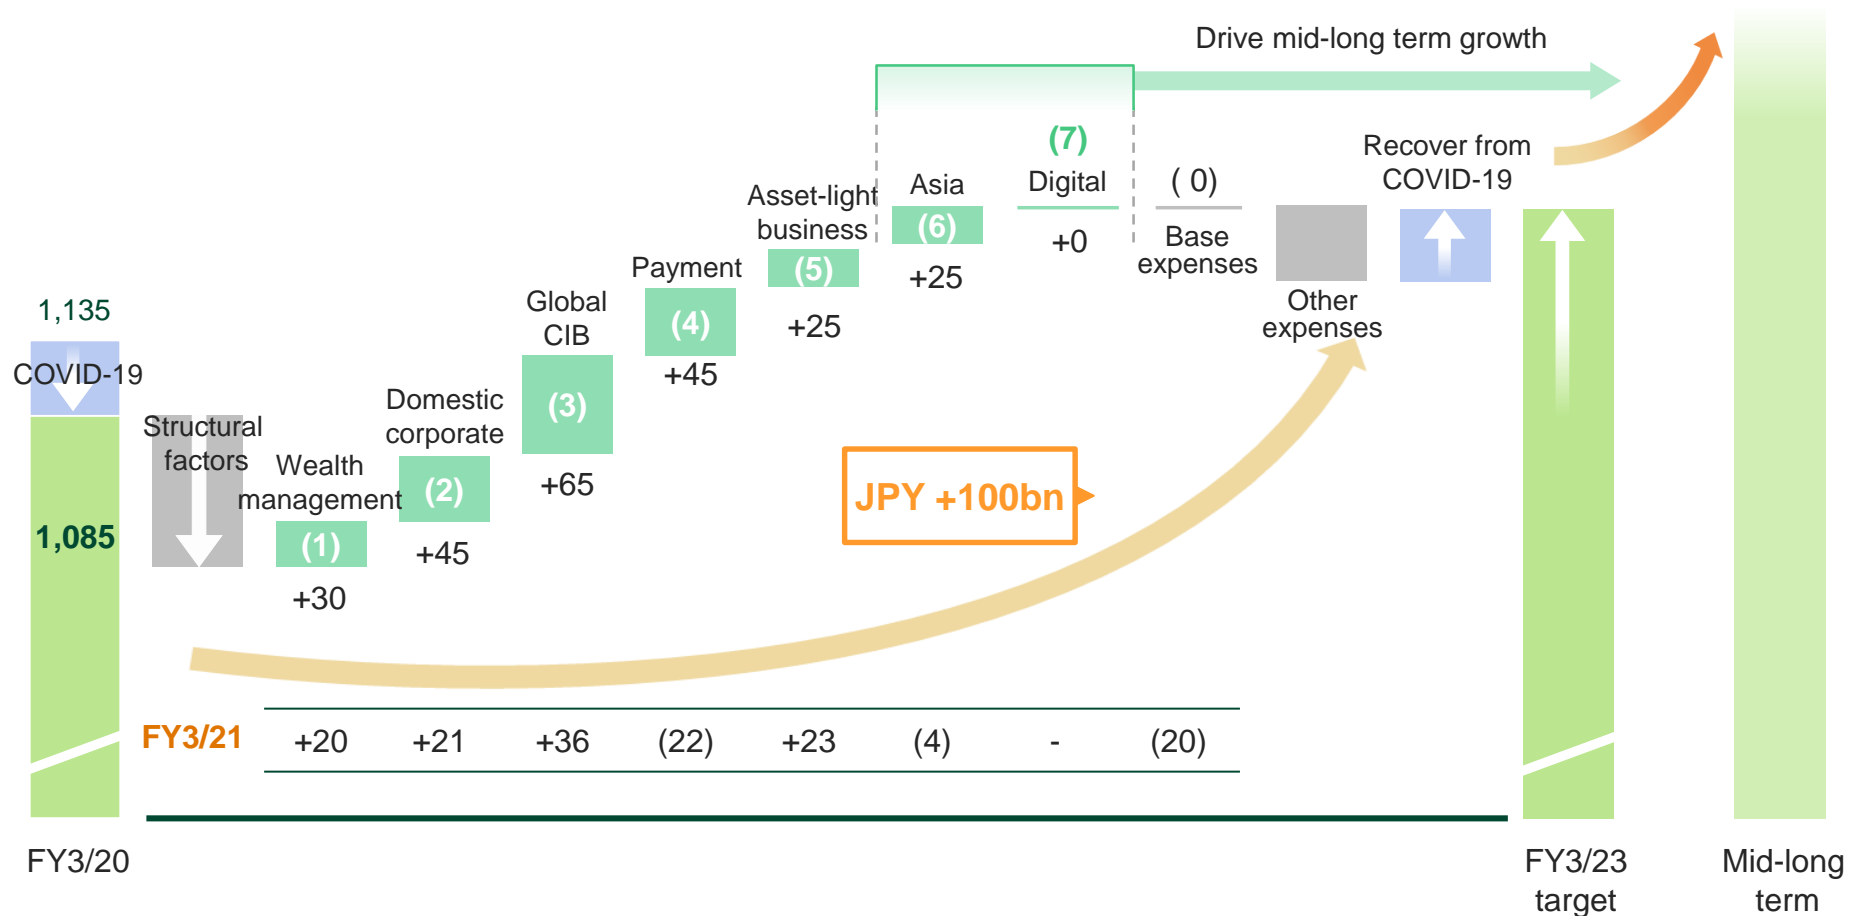 Drive mid-long term growth
1,135
COVID-19
1,085
FY3/20
Structural
factors
Wealth
management
(1)
+30
Domestic
corporate
(2)
+45
Global
CIB
(3)
+65
Payment
(4)
+45
Asset-light
business
(5)
+25
Asia
(6)
+25
(7)
Digital
+0
( 0)
Base
expenses
Other
expenses
Recover from
COVID-19
JPY +100bn
FY3/21 +20 +21 +36 (22) +23 (4) - (20)
FY3/23
target
Mid-long
term